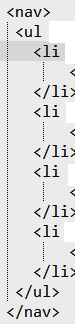 <nav>
<ul
<li
<
</li>
<li
<
</li>
<li
<
</li>
<li
<
</li>
</ul>
</nav>